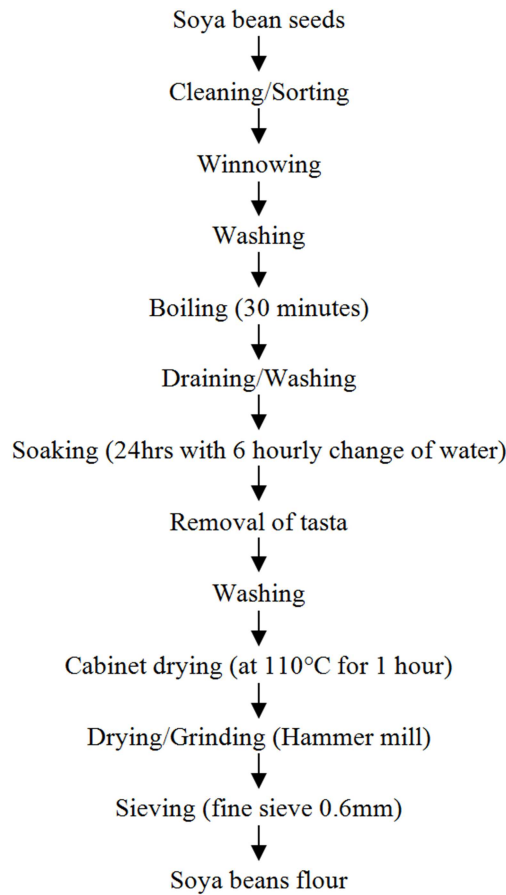 Soya bean seeds
Cleaning/Sorting
Winnowing
Washing
Boiling (30 minutes)
Draining/Washing
Soaking (24hrs with 6 hourly change of water)
Removal of tasta
Washing
Cabinet drying (at 110°C for 1 hour)
Drying/Grinding (Hammer mill)
Sieving (fine sieve 0.6mm)
Soya beans flour